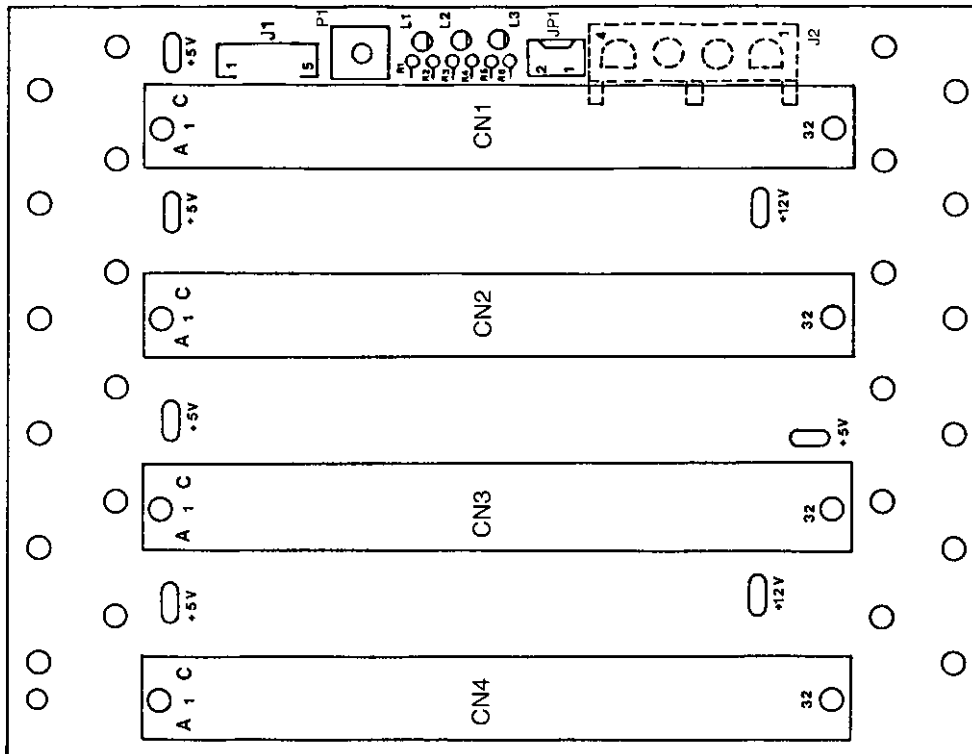 +5V
J1
1
5
P1
L1
L2
L3
R1
R2
R3
R4
R5
R6
JP1
2
1
4
1
J2
A 1 C
CN1
32
+5V
+12V
A 1 C
CN2
32
+5V
+5V
A 1 C
CN3
32
+5V
+12V
A 1 C
CN4
32